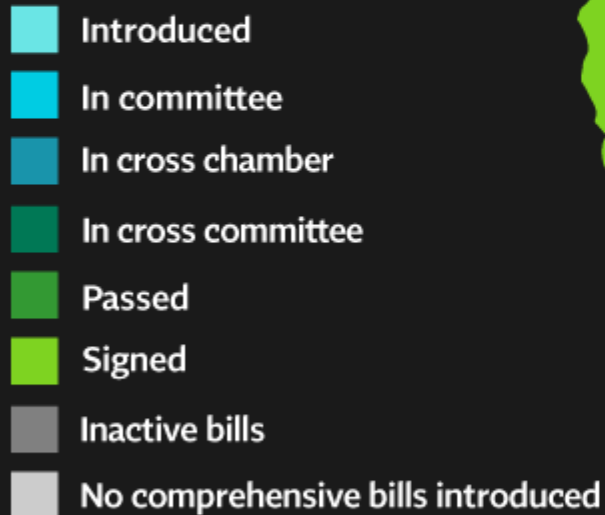 Introduced
In committee
In cross chamber
In cross committee
Passed
Signed
Inactive bills
No comprehensive bills introduced